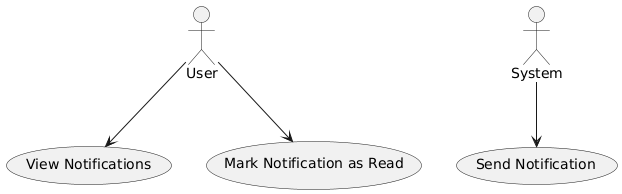 User
System
View Notifications
Mark Notification as Read
Send Notification